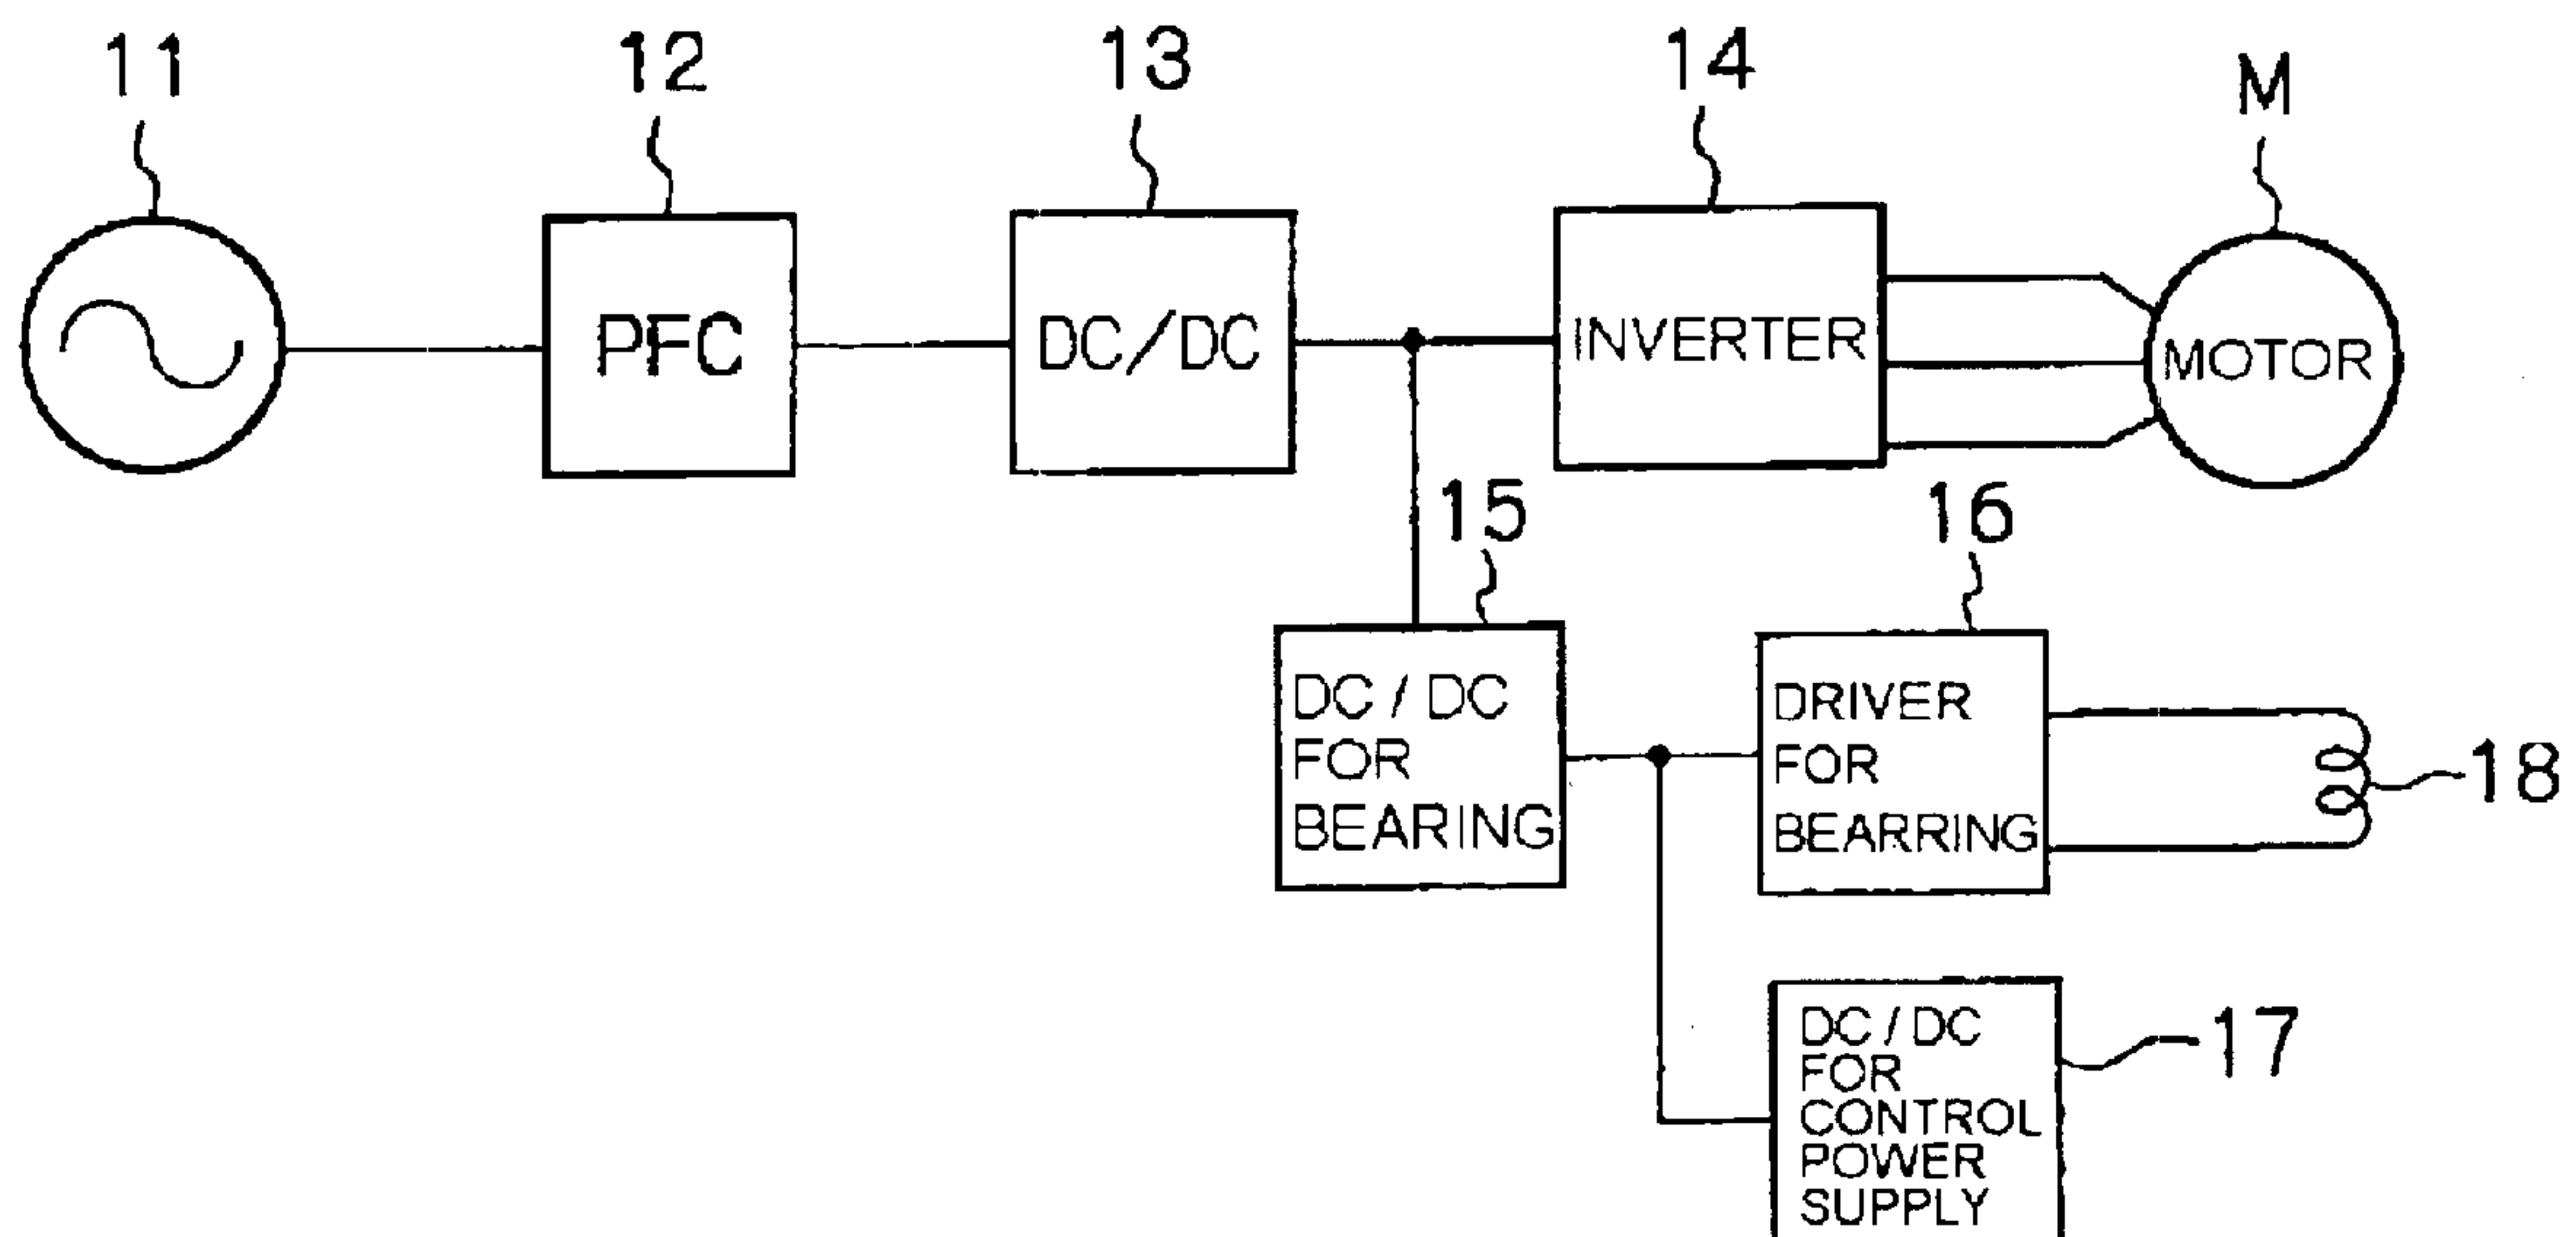 11
12
13
14
M
PFC
DC/DC
INVERTER
MOTOR
15
16
DC / DC
FOR
BEARING
DRIVER
FOR
BEARRING
18
17
DC / DC
FOR
CONTROL
POWER
SUPPLY